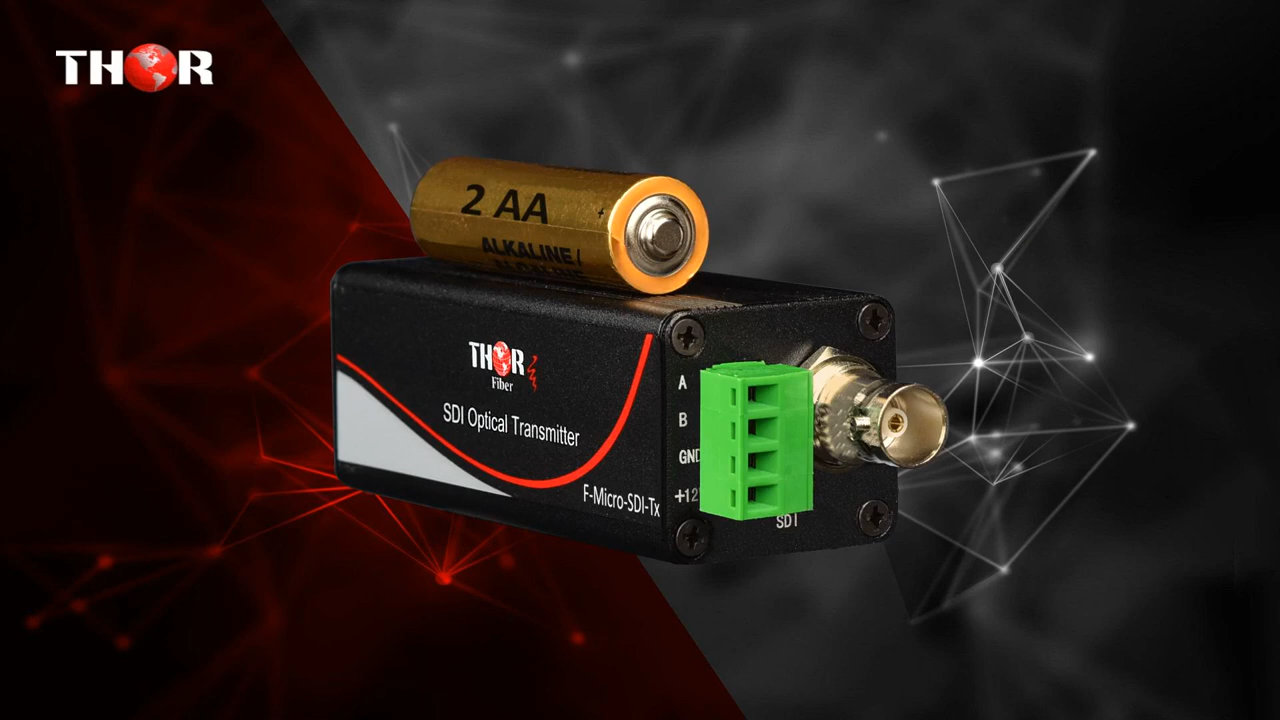 THOR
2 AA
+
ALKALINE/
THOR
Fiber
SDI Optical Transmitter
F-Micro-SDI-Tx
A
B
GND
+12
SDI